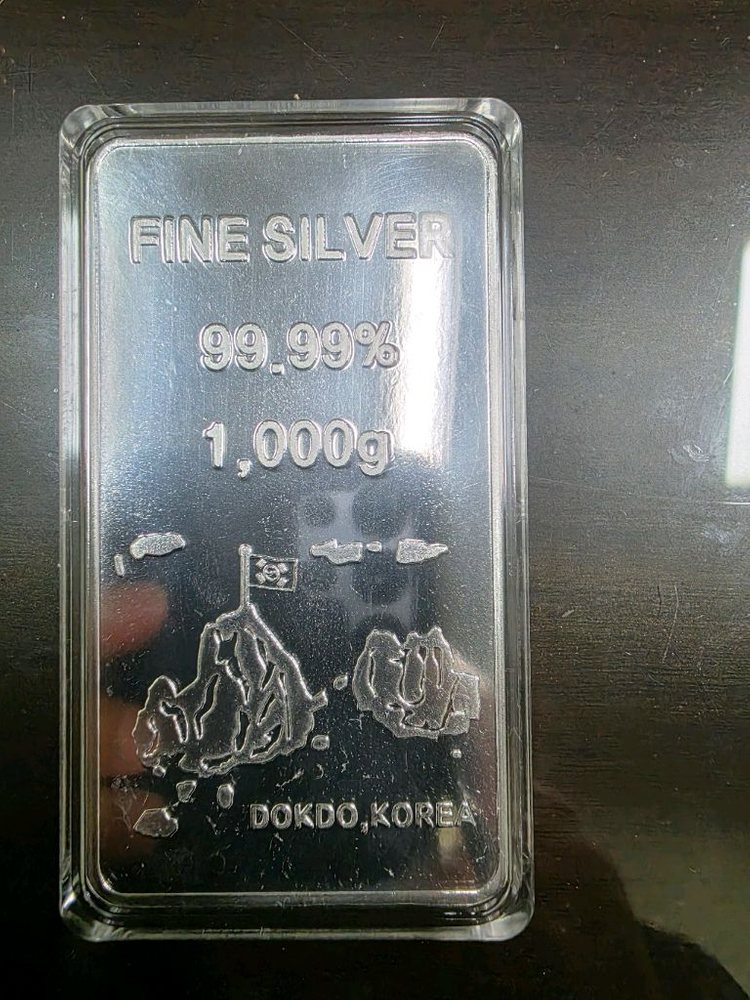 FINE SILVER
99.99%
1,000g
DOKDO,KOREA